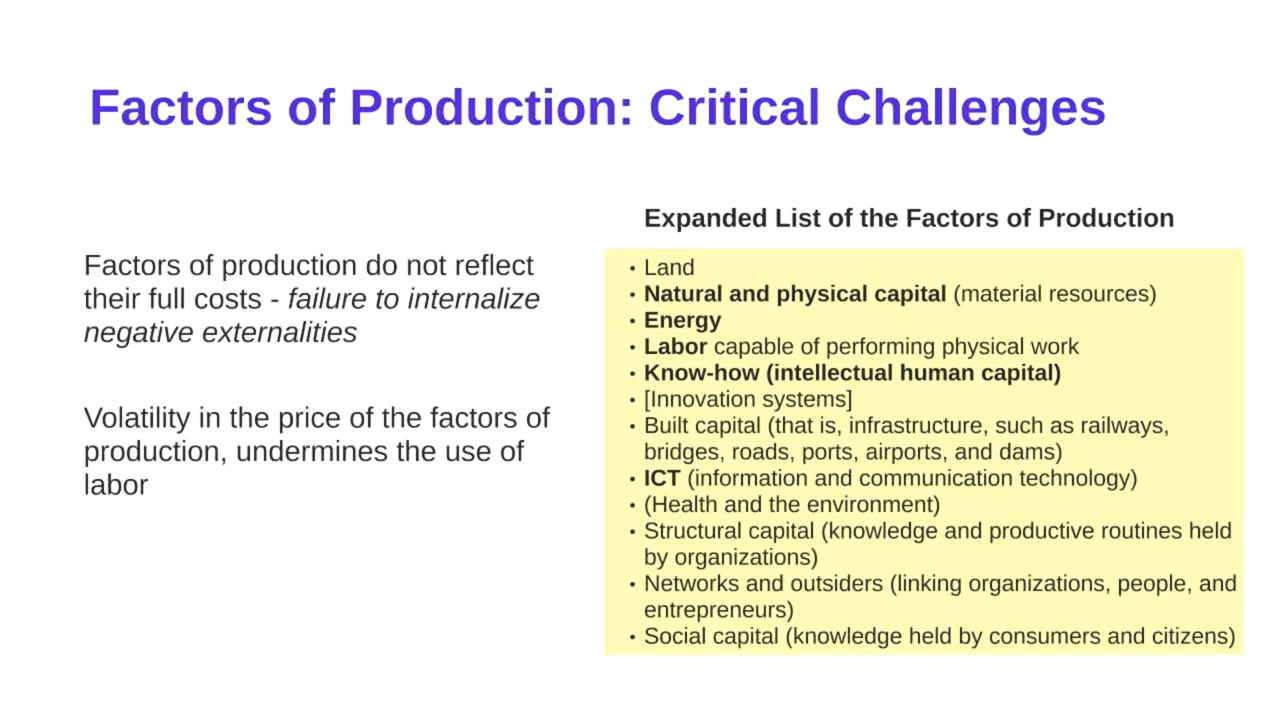 Factors of Production: Critical Challenges
Factors of production do not reflect
their full costs - failure to internalize
negative externalities
Volatility in the price of the factors of
production, undermines the use of
labor
Expanded List of the Factors of Production
• Land
• Natural and physical capital (material resources)
• Energy
• Labor capable of performing physical work
• Know-how (intellectual human capital)
• [Innovation systems]
• Built capital (that is, infrastructure, such as railways,
bridges, roads, ports, airports, and dams)
• ICT (information and communication technology)
• (Health and the environment)
• Structural capital (knowledge and productive routines held
by organizations)
• Networks and outsiders (linking organizations, people, and
entrepreneurs)
• Social capital (knowledge held by consumers and citizens)